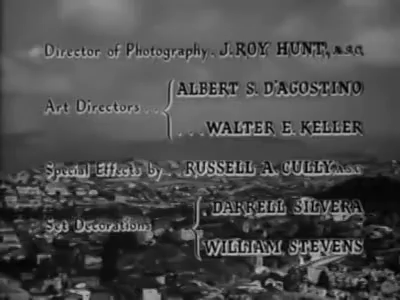 Director of Photography . J. ROY HUNT, A.S.C.
ALBERT S. D'AGOSTINO
Art Directors . .
. . . WALTER E. KELLER
Special Effects by . . RUSSELL A. CULLY, A.S.C.
. DARRELL SILVERA
Set Decorations
WILLIAM STEVENS